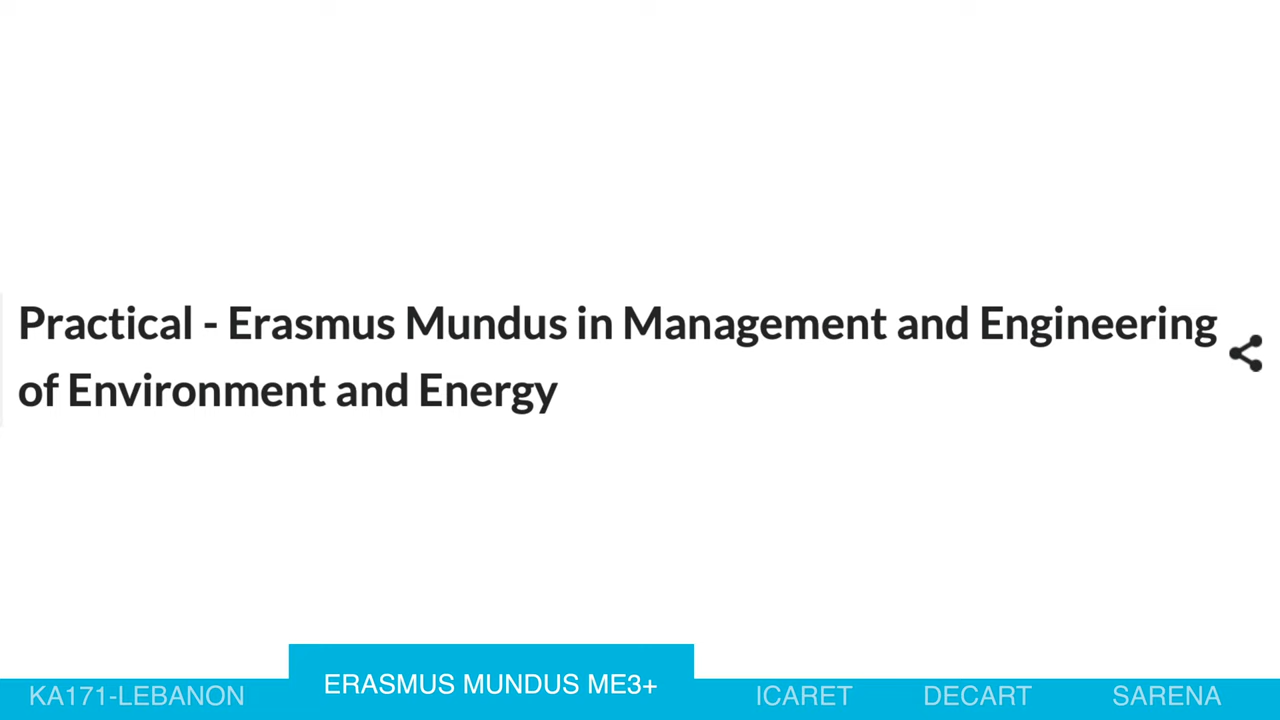 Practical - Erasmus Mundus in Management and Engineering
of Environment and Energy
KA171-LEBANON
ERASMUS MUNDUS ME3+
ICARET
DECART
SARENA